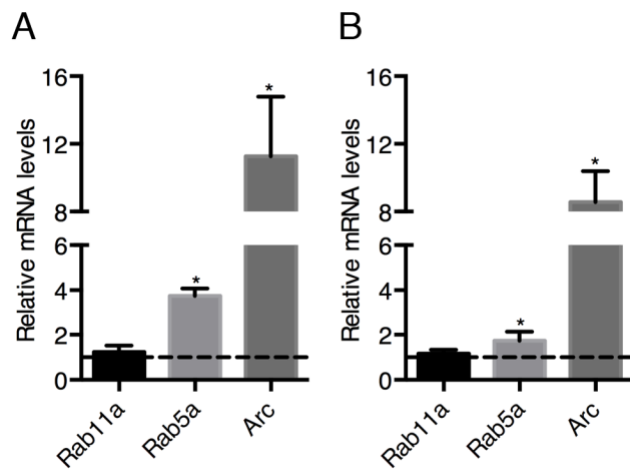 A
Relative mRNA levels
16
12
8
6
4
2
0
*
*
Rab11a
Rab5a
Arc
B
Relative mRNA levels
16
12
8
6
4
2
0
*
*
Rab11a
Rab5a
Arc